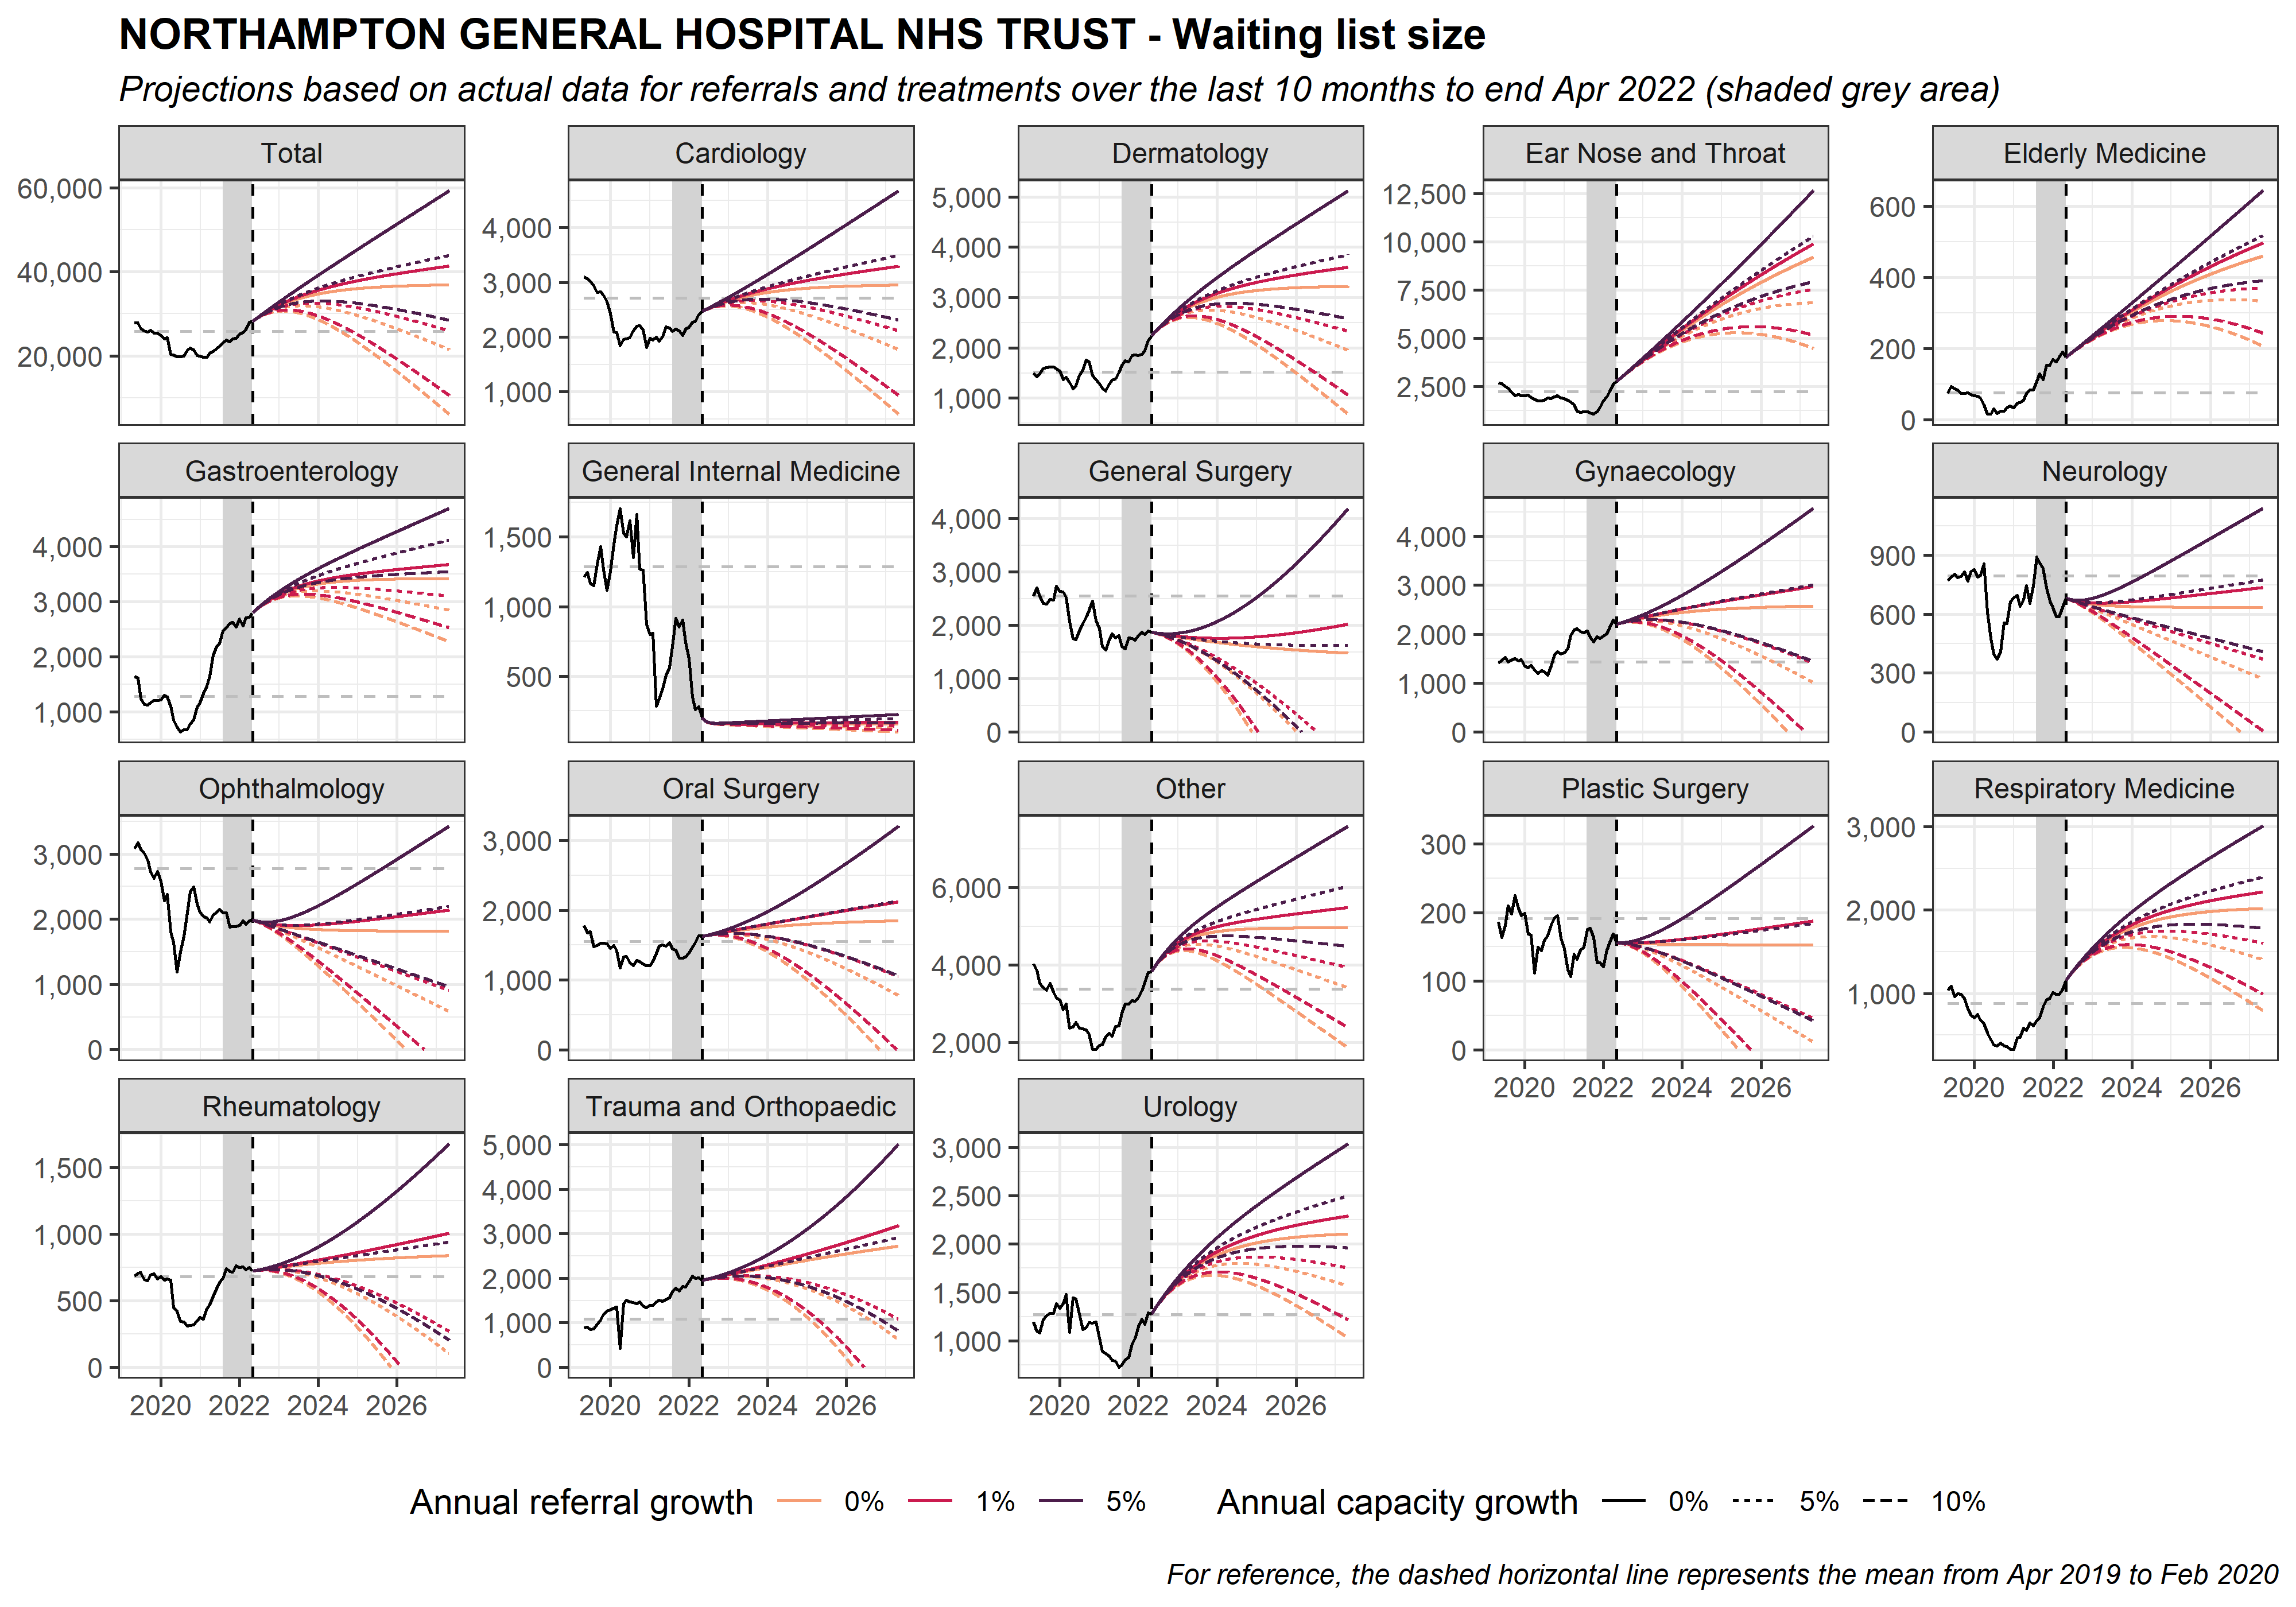 NORTHAMPTON GENERAL HOSPITAL NHS TRUST - Waiting list size
Projections based on actual data for referrals and treatments over the last 10 months to end Apr 2022 (shaded grey area)
Total
60,000
40,000
20,000
Cardiology
4,000
3,000
2,000
1,000
Dermatology
5,000
4,000
3,000
2,000
1,000
Ear Nose and Throat
12,500
10,000
7,500
5,000
2,500
Elderly Medicine
600
400
200
0
Gastroenterology
4,000
3,000
2,000
1,000
General Internal Medicine
1,500
1,000
500
General Surgery
4,000
3,000
2,000
1,000
0
Gynaecology
4,000
3,000
2,000
1,000
0
Neurology
900
600
300
0
Ophthalmology
3,000
2,000
1,000
0
Oral Surgery
3,000
2,000
1,000
0
Other
6,000
4,000
2,000
Plastic Surgery
300
200
100
0
2020 2022 2024 2026
Respiratory Medicine
3,000
2,000
1,000
2020 2022 2024 2026
Rheumatology
1,500
1,000
500
0
2020 2022 2024 2026
Trauma and Orthopaedic
5,000
4,000
3,000
2,000
1,000
0
2020 2022 2024 2026
Urology
3,000
2,500
2,000
1,500
1,000
2020 2022 2024 2026
Annual referral growth 0% 1% 5% Annual capacity growth 0% 5% 10%
For reference, the dashed horizontal line represents the mean from Apr 2019 to Feb 2020